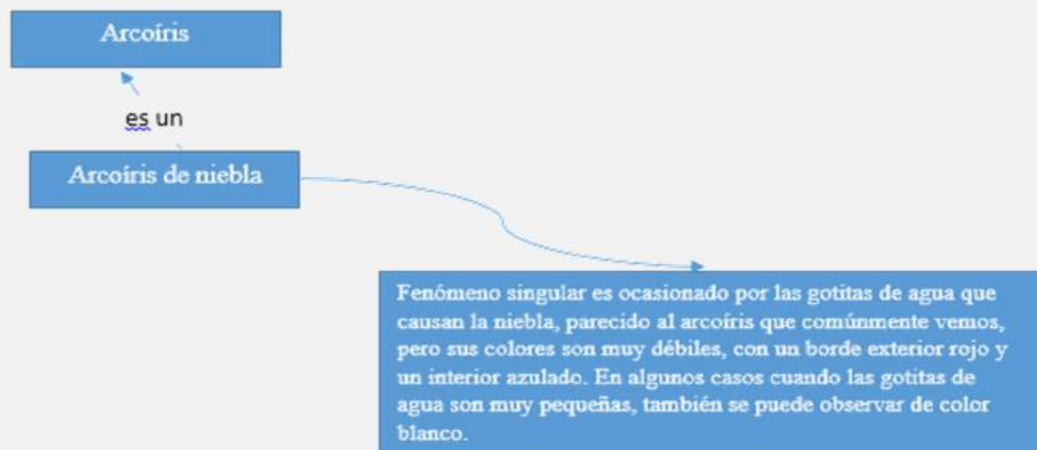 Arcoíris
es un
Arcoíris de niebla
Fenómeno singular es ocasionado por las gotitas de agua que
causan la niebla, parecido al arcoíris que comúnmente vemos,
pero sus colores son muy débiles, con un borde exterior rojo y
un interior azulado. En algunos casos cuando las gotitas de
agua son muy pequeñas, también se puede observar de color
blanco.